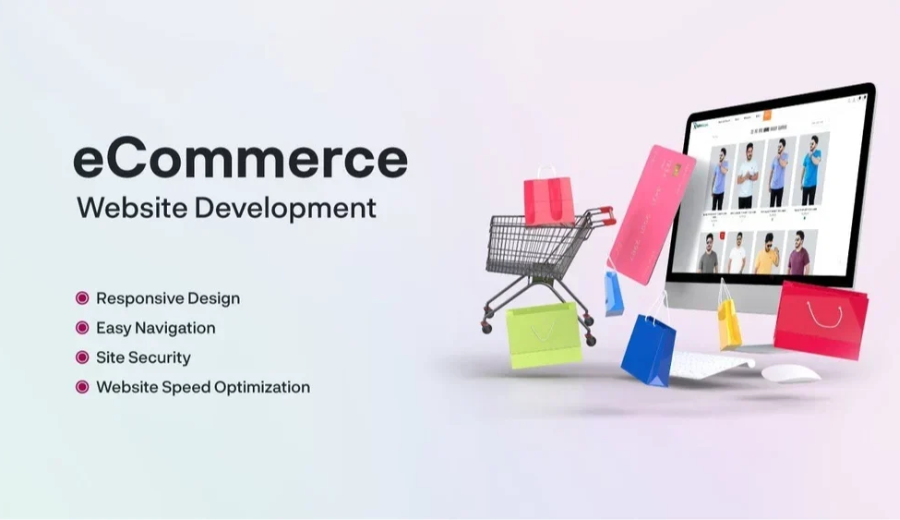 eCommerce
Website Development
Responsive Design
Easy Navigation
Site Security
Website Speed Optimization